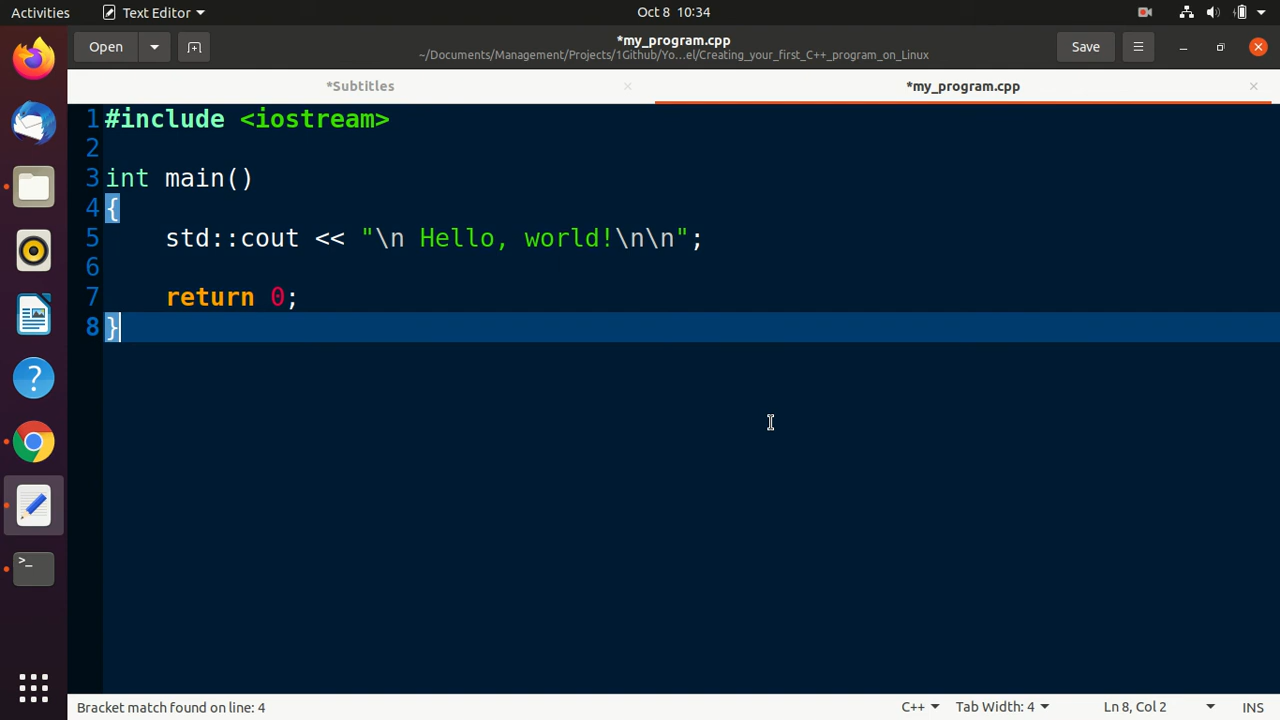 Activities Text Editor Oct 8 10:34
Open *my_program.cpp Save
~/Documents/Management/Projects/1Github/Yo...el/Creating_your_first_C++_program_on_Linux
*Subtitles × *my_program.cpp ×
1 #include <iostream>
2
3 int main()
4 {
5 std::cout << "\n Hello, world!\n\n";
6
7 return 0;
8 }
Bracket match found on line: 4 C++ Tab Width: 4 Ln 8, Col 2 INS